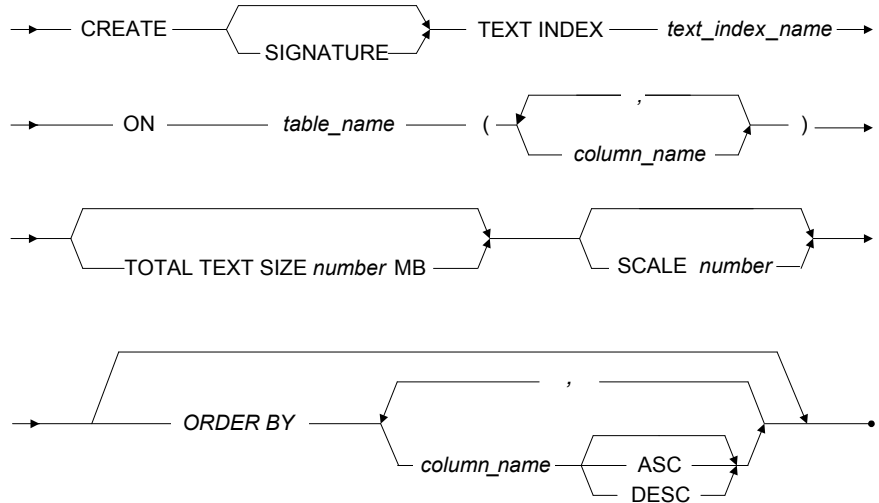 CREATE SIGNATURE TEXT INDEX text_index_name
ON table_name ( , column_name )
TOTAL TEXT SIZE number MB SCALE number
ORDER BY , column_name ASC DESC